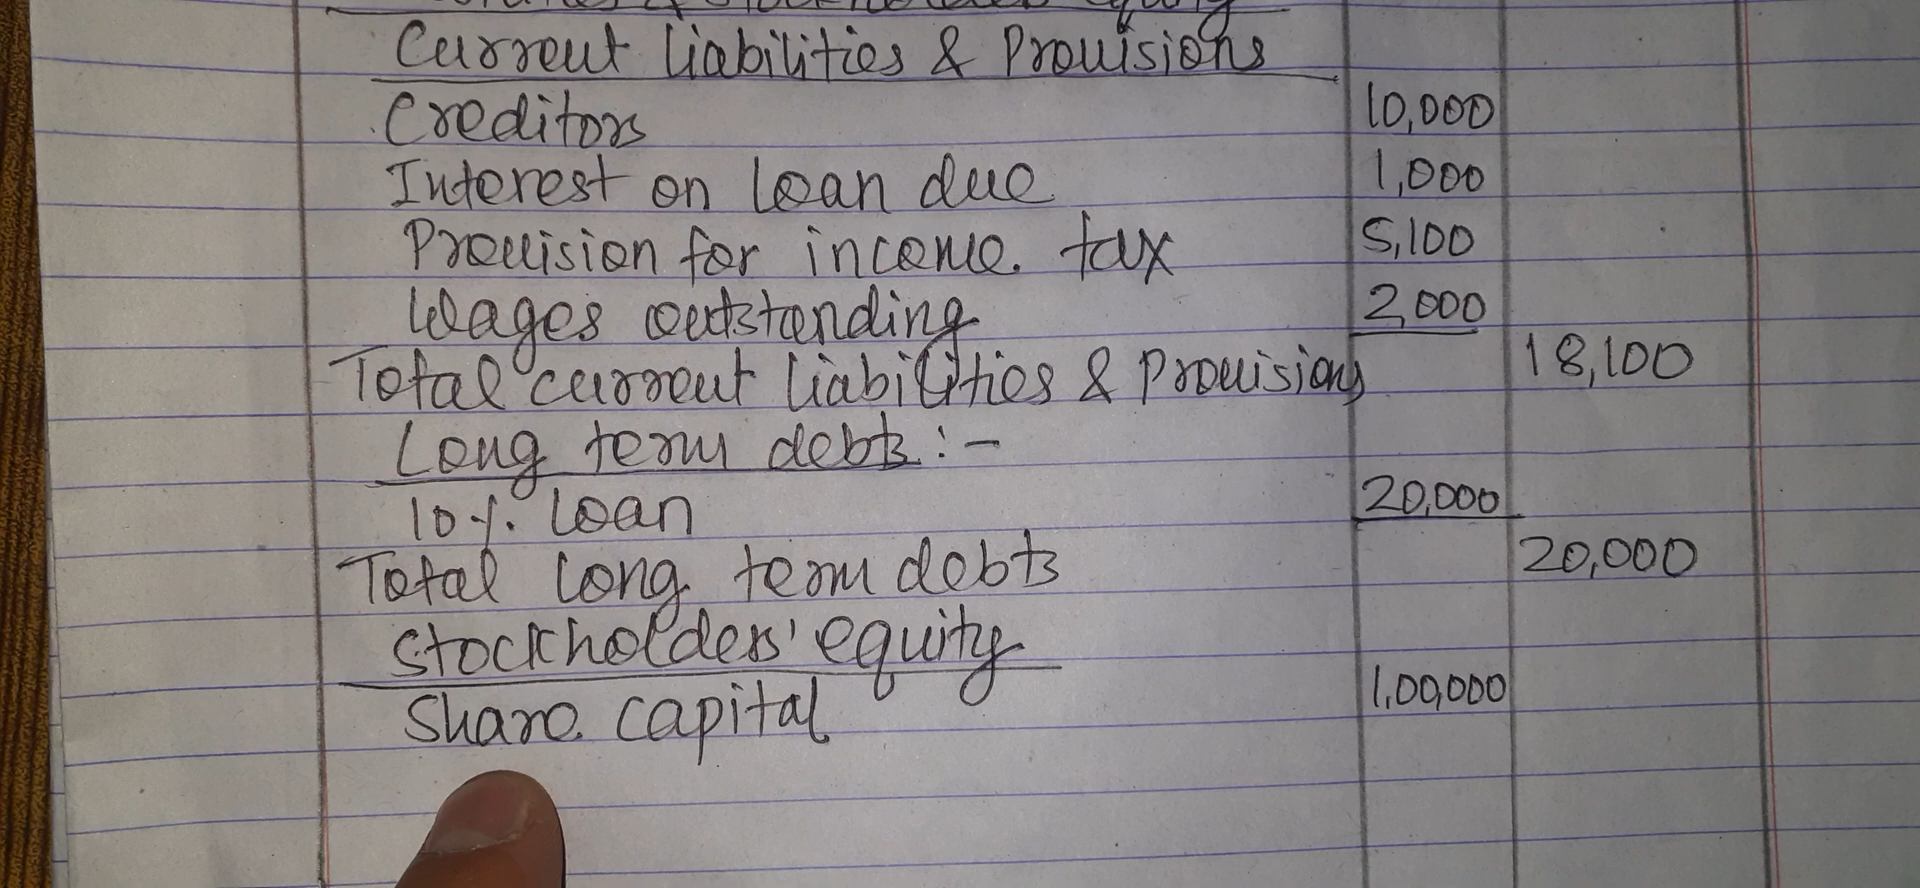 Current liabilities & Provisions
Creditors 10,000
Interest on loan due 1,000
Provision for income tax 5,100
Wages outstanding 2,000
Total current liabilities & Provisions 18,100
Long term debts :-
10% loan 20,000
Total long term debts 20,000
Stockholders' equity
Share capital 1,00,000